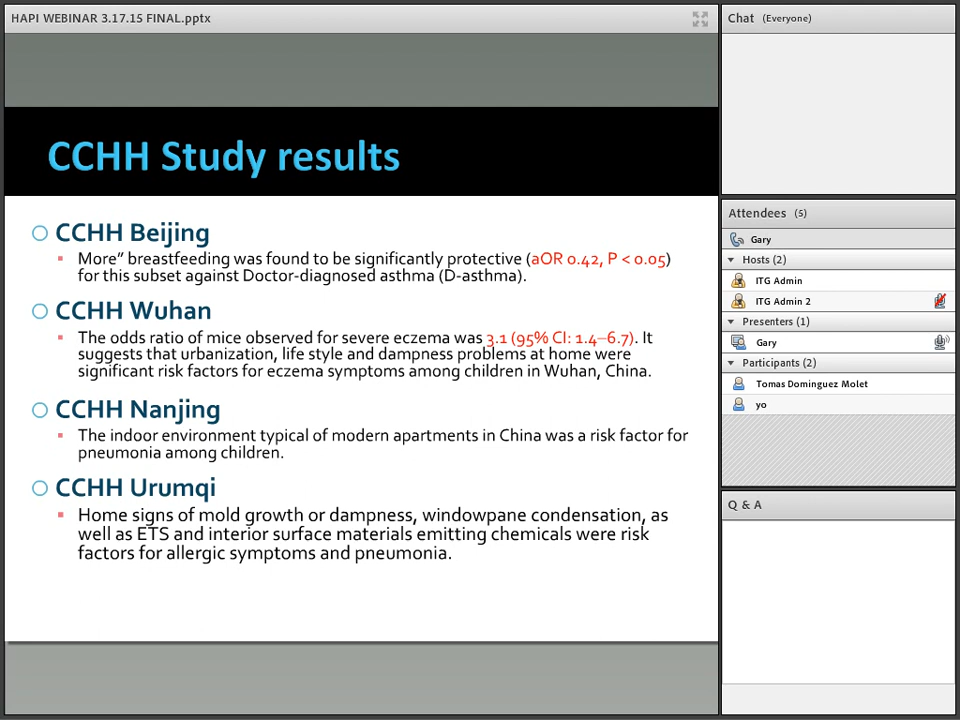 HAPI WEBINAR 3.17.15 FINAL.pptx
CCHH Study results
CCHH Beijing
More” breastfeeding was found to be significantly protective (aOR 0.42, P < 0.05)
for this subset against Doctor-diagnosed asthma (D-asthma).
CCHH Wuhan
The odds ratio of mice observed for severe eczema was 3.1 (95% CI: 1.4–6.7). It
suggests that urbanization, life style and dampness problems at home were
significant risk factors for eczema symptoms among children in Wuhan, China.
CCHH Nanjing
The indoor environment typical of modern apartments in China was a risk factor for
pneumonia among children.
CCHH Urumqi
Home signs of mold growth or dampness, windowpane condensation, as
well as ETS and interior surface materials emitting chemicals were risk
factors for allergic symptoms and pneumonia.
Chat (Everyone)
Attendees (5)
Gary
Hosts (2)
ITG Admin
ITG Admin 2
Presenters (1)
Gary
Participants (2)
Tomas Dominguez Molet
yo
Q & A